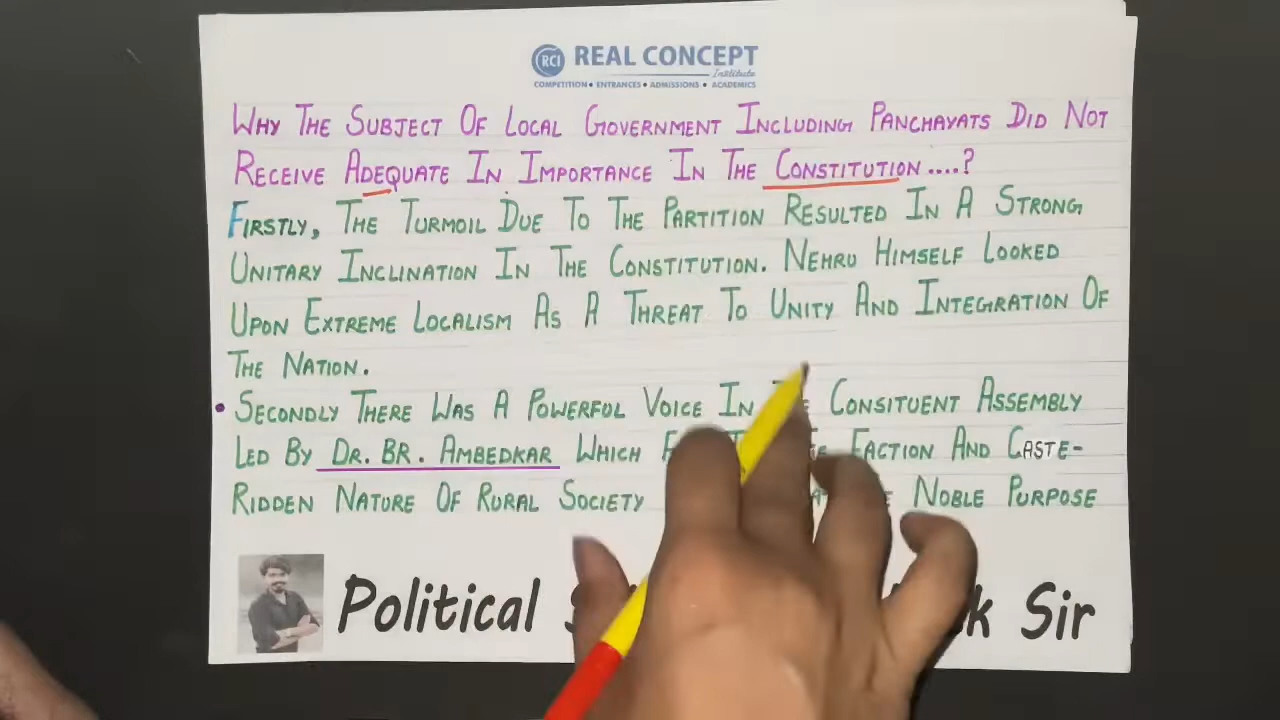 RCI REAL CONCEPT
Institute
COMPETITION • ENTRANCES • ADMISSIONS • ACADEMICS
WHY THE SUBJECT OF LOCAL GOVERNMENT INCLUDING PANCHAYATS DID NOT
RECEIVE ADEQUATE IN IMPORTANCE IN THE CONSTITUTION....?
FIRSTLY, THE TURMOIL DUE TO THE PARTITION RESULTED IN A STRONG
UNITARY INCLINATION IN THE CONSTITUTION. NEHRU HIMSELF LOOKED
UPON EXTREME LOCALISM AS A THREAT TO UNITY AND INTEGRATION OF
THE NATION.
• SECONDLY THERE WAS A POWERFUL VOICE IN CONSITUENT ASSEMBLY
LED BY DR. BR. AMBEDKAR WHICH FACTION AND CASTE-
RIDDEN NATURE OF RURAL SOCIETY NOBLE PURPOSE
Political Sir